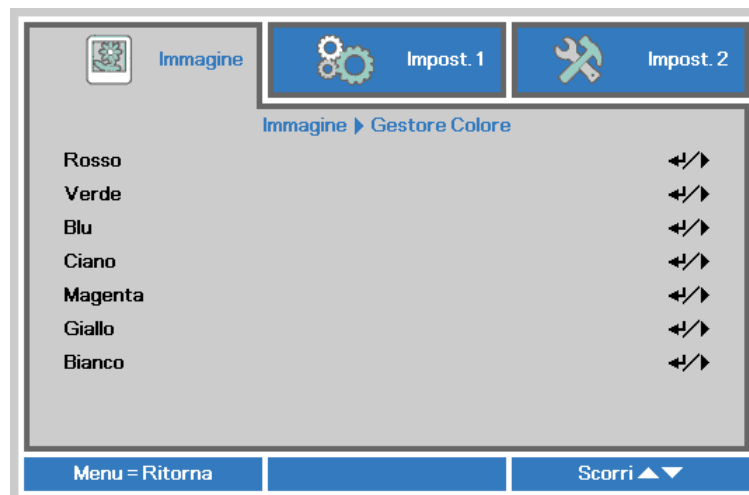 Immagine
Impost. 1
Impost. 2
Immagine ▶ Gestore Colore
Rosso ↵/▶
Verde ↵/▶
Blu ↵/▶
Ciano ↵/▶
Magenta ↵/▶
Giallo ↵/▶
Bianco ↵/▶
Menu = Ritorna
Scorri ▲▼